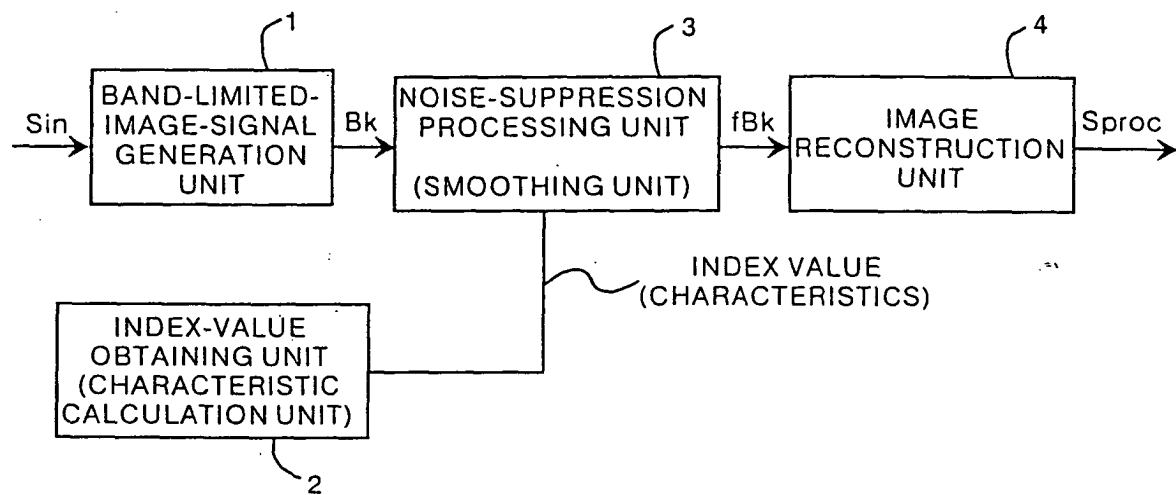 1
3
4
Sin
BAND-LIMITED-
IMAGE-SIGNAL
GENERATION
UNIT
Bk
NOISE-SUPPRESSION
PROCESSING UNIT
(SMOOTHING UNIT)
fBk
IMAGE
RECONSTRUCTION
UNIT
Sproc
INDEX VALUE
(CHARACTERISTICS)
INDEX-VALUE
OBTAINING UNIT
(CHARACTERISTIC
CALCULATION UNIT)
2